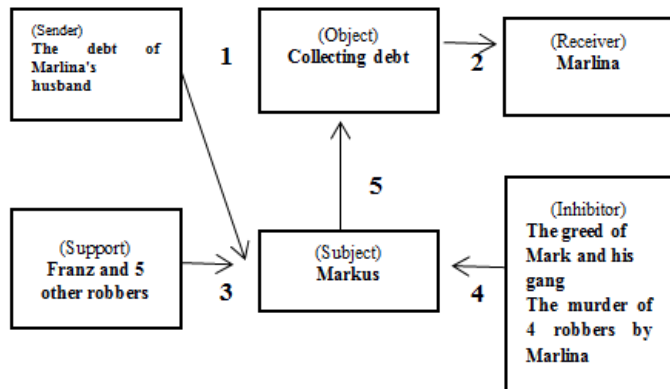 (Sender)
The debt of
Marlina's
husband
1
(Object)
Collecting debt
2
(Receiver)
Marlina
5
(Support)
Franz and 5
other robbers
3
(Subject)
Markus
4
(Inhibitor)
The greed of
Mark and his
gang
The murder of
4 robbers by
Marlina